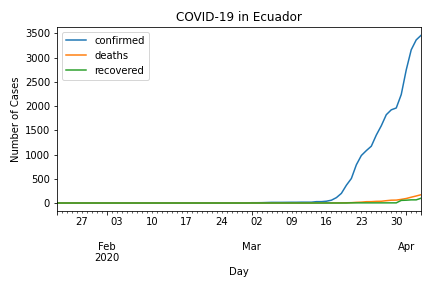 COVID-19 in Ecuador
confirmed
deaths
recovered
Number of Cases
3500
3000
2500
2000
1500
1000
500
0
27 03 10 17 24 02 09 16 23 30
Feb Mar Apr
2020
Day